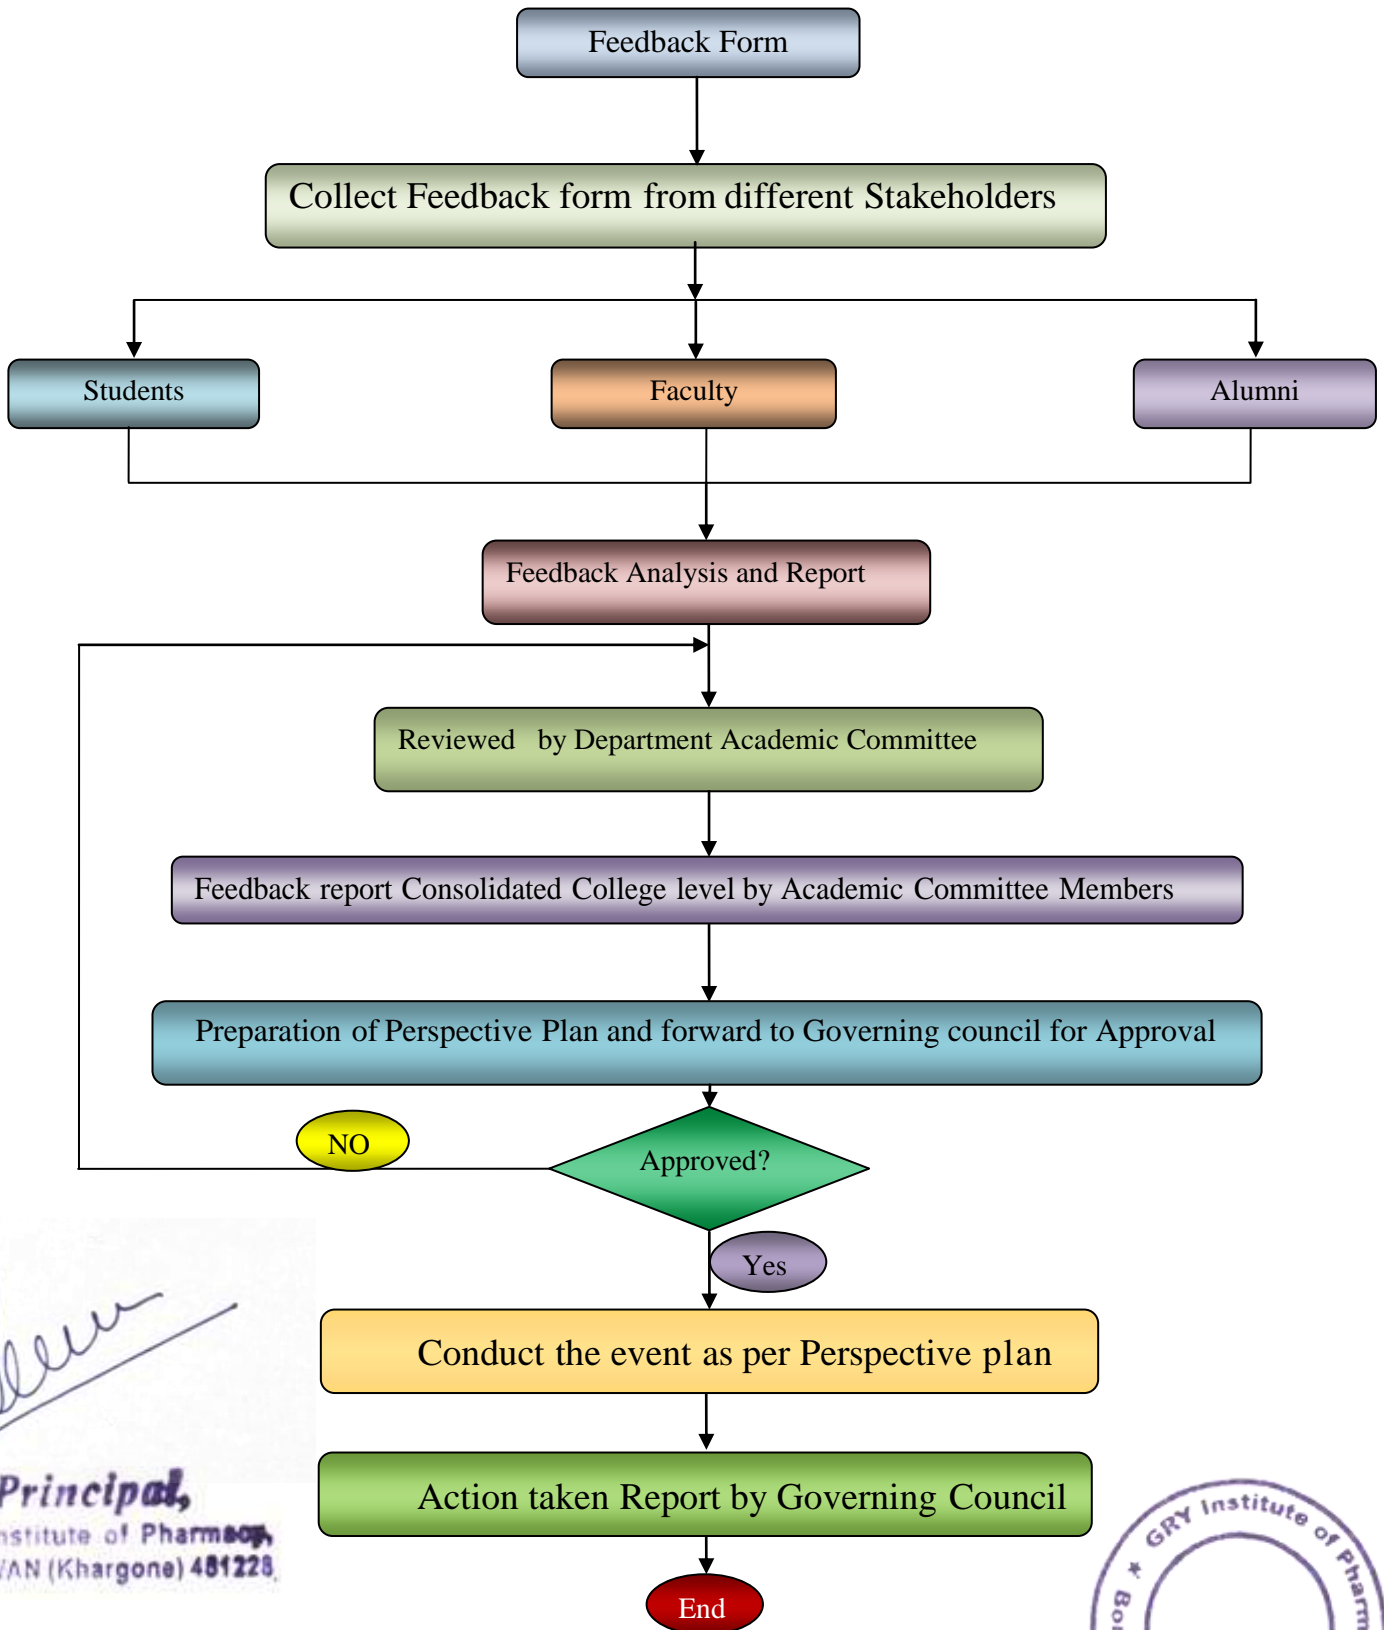 Feedback Form
Collect Feedback form from different Stakeholders
Students
Faculty
Alumni
Feedback Analysis and Report
Reviewed by Department Academic Committee
Feedback report Consolidated College level by Academic Committee Members
Preparation of Perspective Plan and forward to Governing council for Approval
NO
Approved?
Yes
Conduct the event as per Perspective plan
Principal,
Action taken Report by Governing Council
nstitute of Pharmacy,
VAN (Khargone) 451228
GRY Institute of Pharm
Bor
End